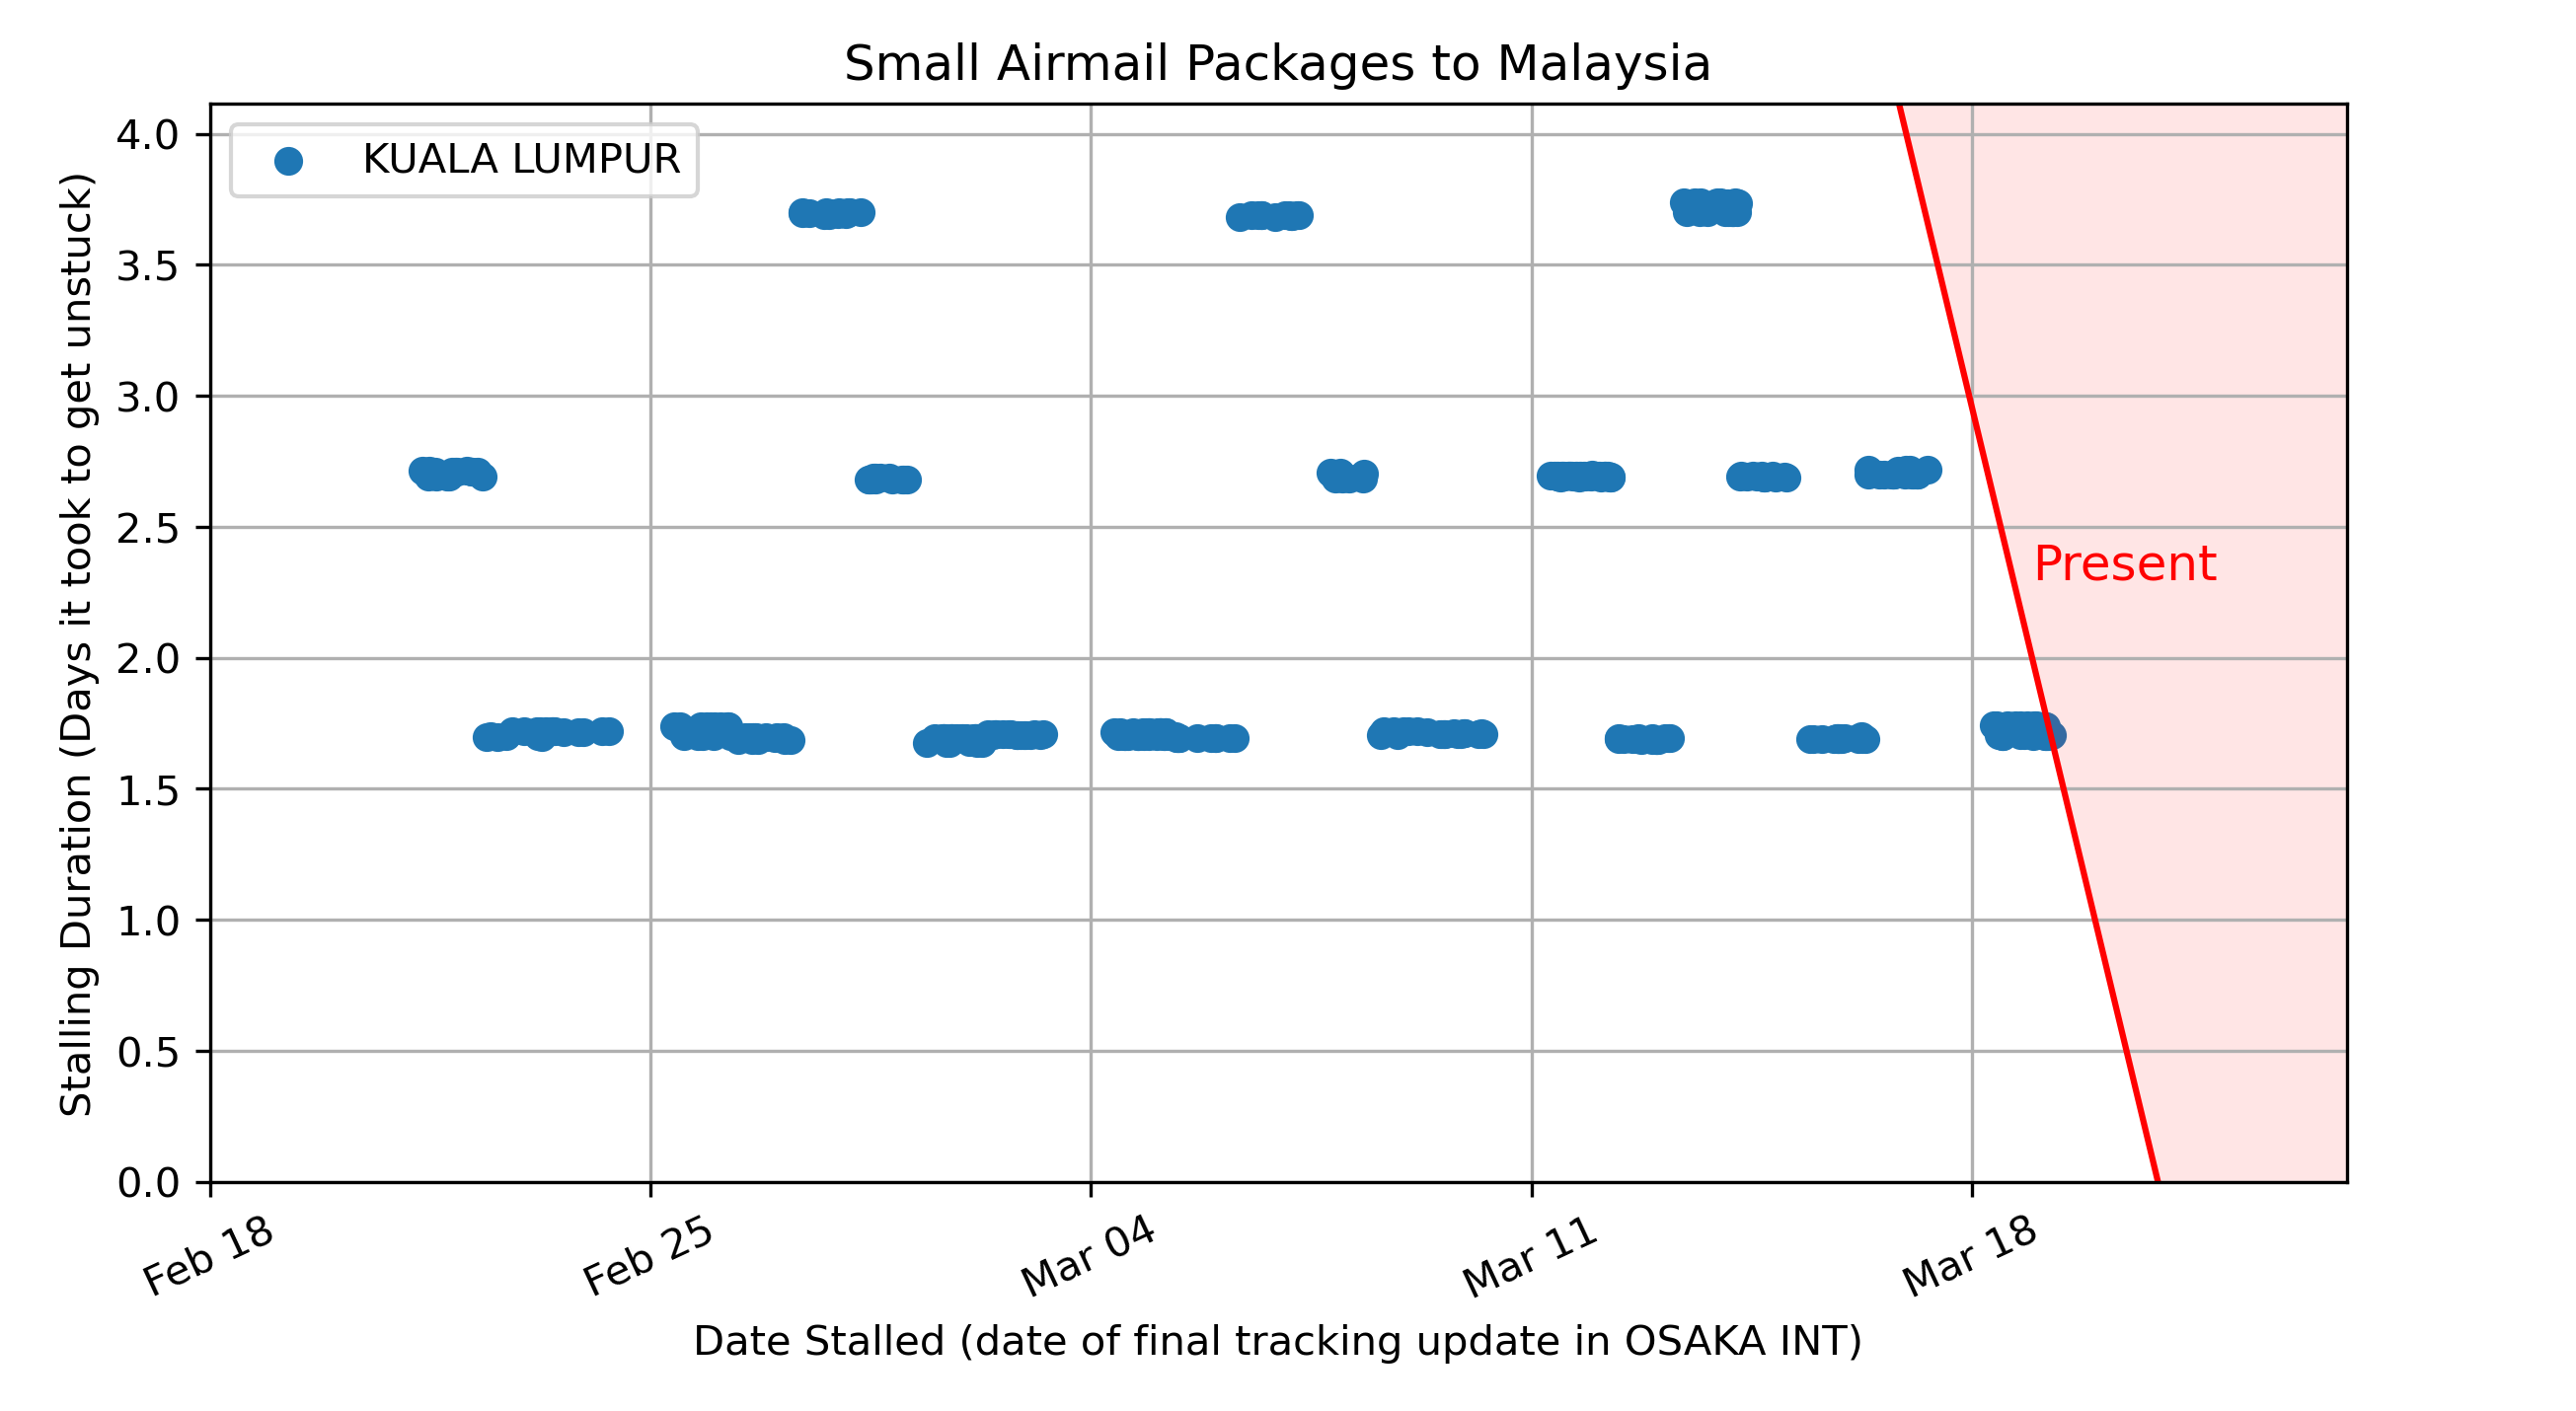 Small Airmail Packages to Malaysia
KUALA LUMPUR
Stalling Duration (Days it took to get unstuck)
4.0
3.5
3.0
2.5
2.0
1.5
1.0
0.5
0.0
Present
Feb 18
Feb 25
Mar 04
Mar 11
Mar 18
Date Stalled (date of final tracking update in OSAKA INT)